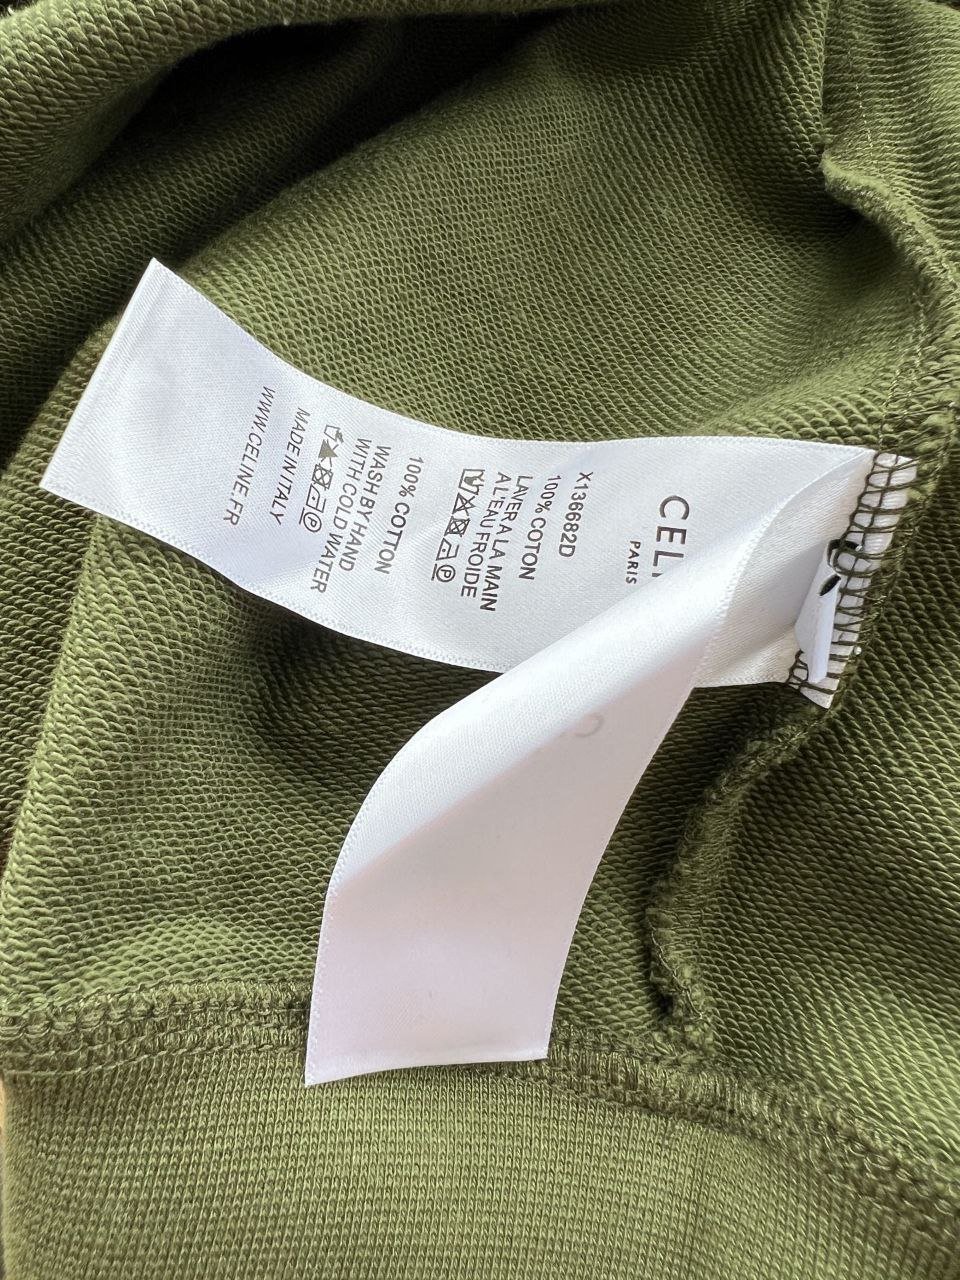 CELI
PARIS
X136682D
100% COTON
LAVER A LA MAIN
A L'EAU FROIDE
100% COTTON
WASH BY HAND
WITH COLD WATER
MADE IN ITALY
WWW.CELINE.FR